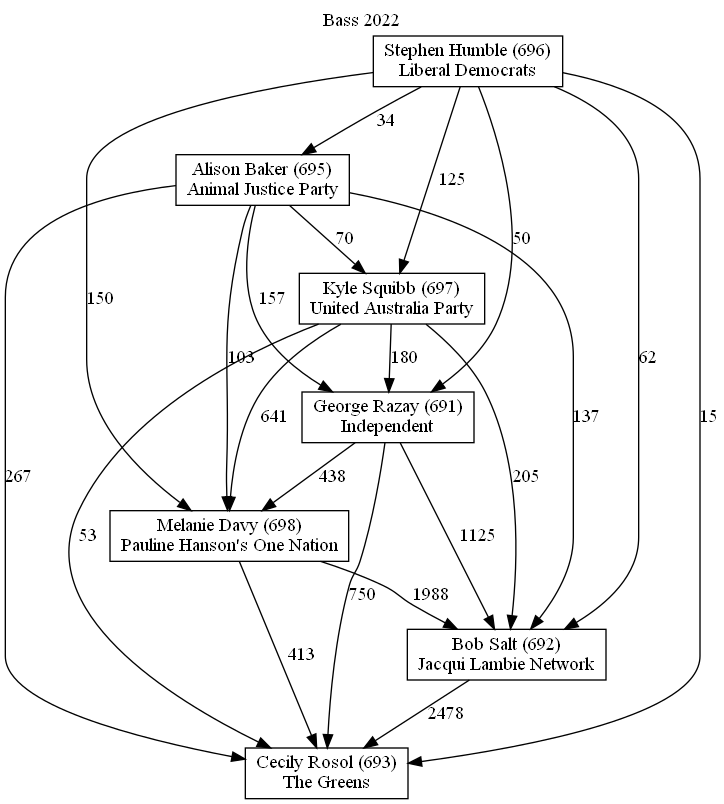 Bass 2022
Stephen Humble (696)
Liberal Democrats
34
Alison Baker (695)
Animal Justice Party
125
70
50
Kyle Squibb (697)
United Australia Party
150
157
103
180
62
15
George Razay (691)
Independent
641
137
267
438
205
53
Melanie Davy (698)
Pauline Hanson's One Nation
1125
750
1988
Bob Salt (692)
Jacqui Lambie Network
413
2478
Cecily Rosol (693)
The Greens